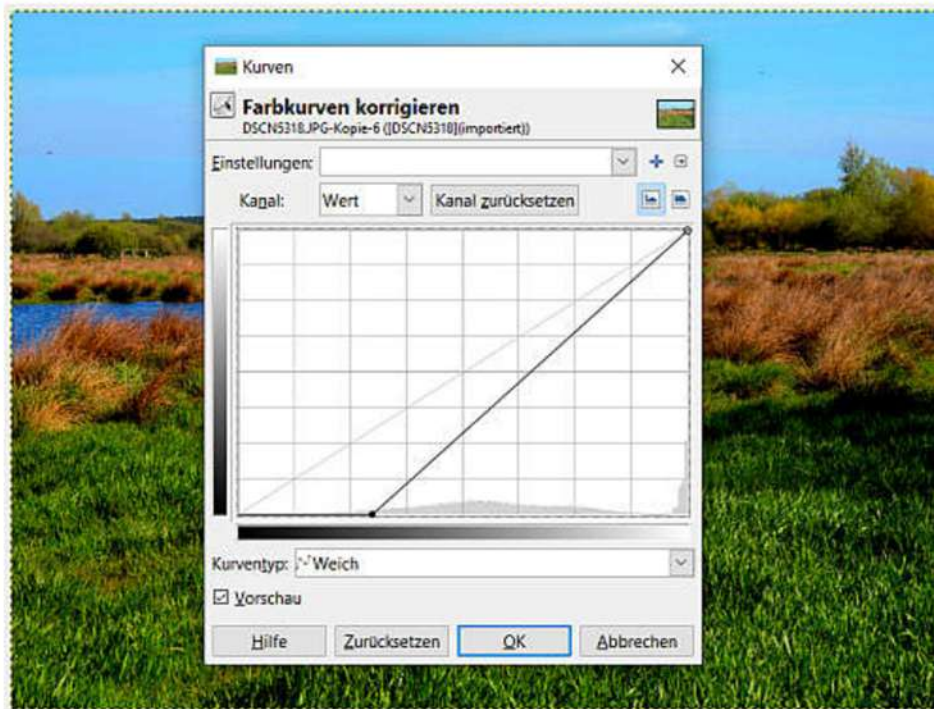 Kurven
Farbkurven korrigieren
DSCN5318.JPG-Kopie-6 ([DSCN5318](importiert))
Einstellungen:
Kanal: Wert Kanal zurücksetzen
Kurventyp: Weich
Vorschau
Hilfe Zurücksetzen OK Abbrechen